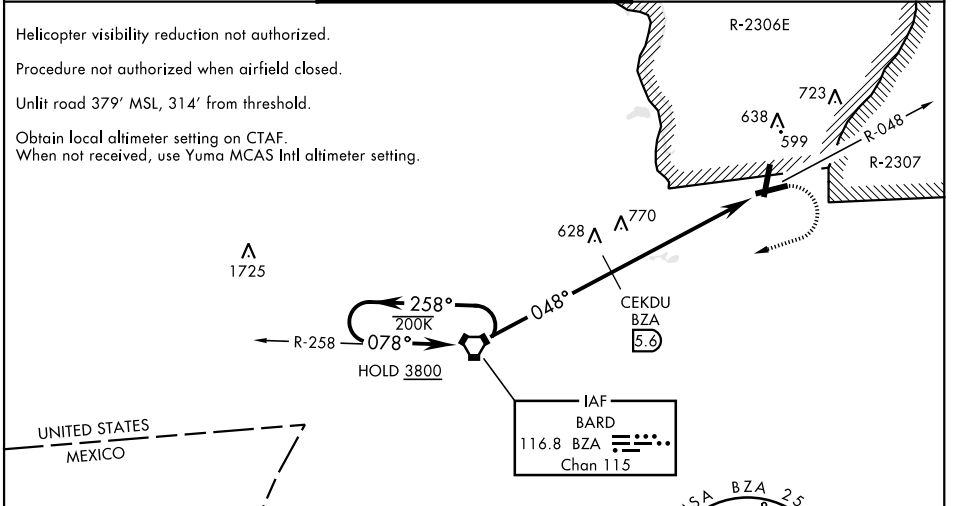 Helicopter visibility reduction not authorized.
Procedure not authorized when airfield closed.
Unlit road 379' MSL, 314' from threshold.
Obtain local altimeter setting on CTAF.
When not received, use Yuma MCAS Intl altimeter setting.
R-2306E
723
638
599
R-048
R-2307
770
628
1725
048°
CEKDU
BZA
5.6
258°
200K
R-258
078°
HOLD 3800
IAF
BARD
116.8 BZA
Chan 115
UNITED STATES
MEXICO
BZA 25